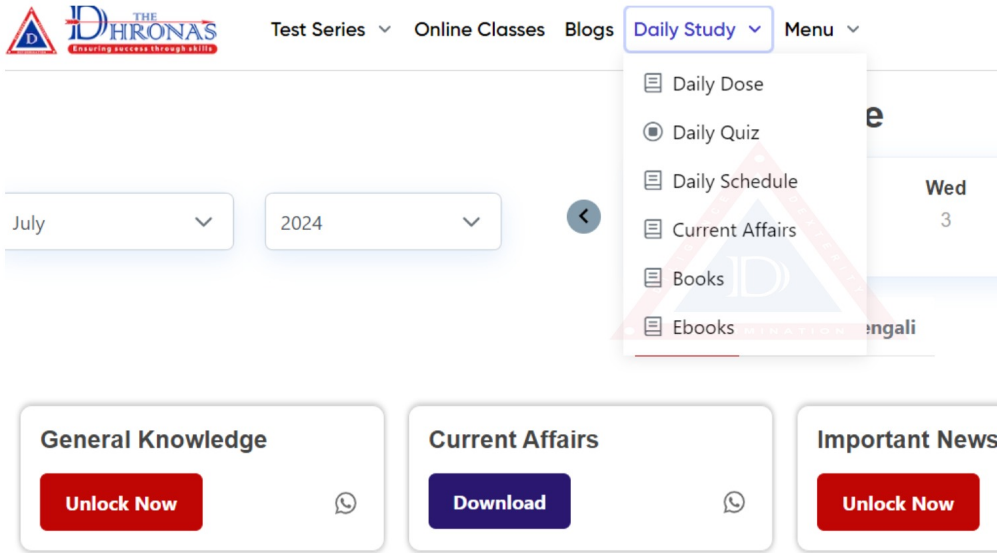 THE
DHRONAS
Ensuring success through skills
Test Series
Online Classes
Blogs
Daily Study
Menu
Daily Dose
Daily Quiz
Daily Schedule
Current Affairs
Books
Ebooks
e
July
2024
Wed
3
engali
General Knowledge
Unlock Now
Current Affairs
Download
Important News
Unlock Now